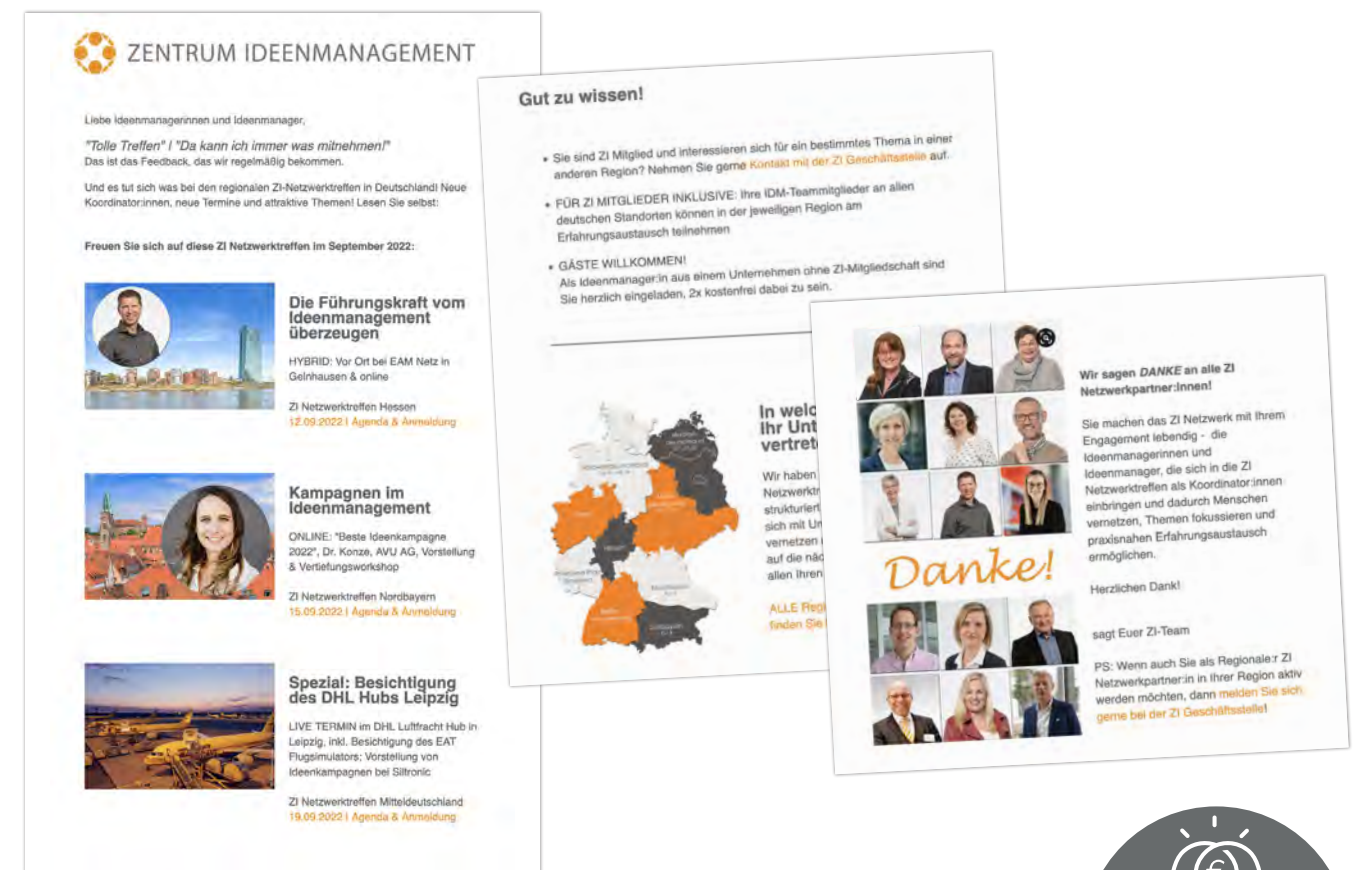 ZENTRUM IDEENMANAGEMENT
Liebe Ideenmanagerinnen und Ideenmanager,
"Tolle Treffen" I "Da kann ich immer was mitnehmen!"
Das ist das Feedback, das wir regelmäßig bekommen.
Und es tut sich was bei den regionalen ZI-Netzwerktreffen in Deutschland! Neue
Koordinator:innen, neue Termine und attraktive Themen! Lesen Sie selbst:
Freuen Sie sich auf diese ZI Netzwerktreffen im September 2022:
Die Führungskraft vom
Ideenmanagement
überzeugen
HYBRID: Vor Ort bei EAM Netz in
Gelnhausen & online
ZI Netzwerktreffen Hessen
12.09.2022 I Agenda & Anmeldung
Kampagnen im
Ideenmanagement
ONLINE: "Beste Ideenkampagne
2022", Dr. Konze, AVU AG, Vorstellung
& Vertiefungsworkshop
ZI Netzwerktreffen Nordbayern
15.09.2022 I Agenda & Anmeldung
Spezial: Besichtigung
des DHL Hubs Leipzig
LIVE TERMIN im DHL Luftfracht Hub in
Leipzig, inkl. Besichtigung des EAT
Flugsimulators; Vorstellung von
Ideenkampagnen bei Siltronic
ZI Netzwerktreffen Mitteldeutschland
19.09.2022 I Agenda & Anmeldung
Gut zu wissen!
• Sie sind ZI Mitglied und interessieren sich für ein bestimmtes Thema in einer
anderen Region? Nehmen Sie gerne Kontakt mit der ZI Geschäftsstelle auf.
• FÜR ZI MITGLIEDER INKLUSIVE: Ihre IDM-Teammitglieder an allen
deutschen Standorten können in der jeweiligen Region am
Erfahrungsaustausch teilnehmen
• GÄSTE WILLKOMMEN!
Als Ideenmanager:in aus einem Unternehmen ohne ZI-Mitgliedschaft sind
Sie herzlich eingeladen, 2x kostenfrei dabei zu sein.
In welc
Ihr Unt
vertret
Wir haben
Netzwerktr
strukturiert
sich mit Un
vernetzen
auf die näc
allen Ihren
ALLE Regi
finden Sie
Wir sagen DANKE an alle ZI
Netzwerkpartner:Innen!
Sie machen das ZI Netzwerk mit Ihrem
Engagement lebendig - die
Ideenmanagerinnen und
Ideenmanager, die sich in die ZI
Netzwerktreffen als Koordinator:innen
einbringen und dadurch Menschen
vernetzen, Themen fokussieren und
praxisnahen Erfahrungsaustausch
ermöglichen.
Herzlichen Dank!
sagt Euer ZI-Team
PS: Wenn auch Sie als Regionale:r ZI
Netzwerkpartner:in in Ihrer Region aktiv
werden möchten, dann melden Sie sich
gerne bei der ZI Geschäftsstelle!
Danke!
€